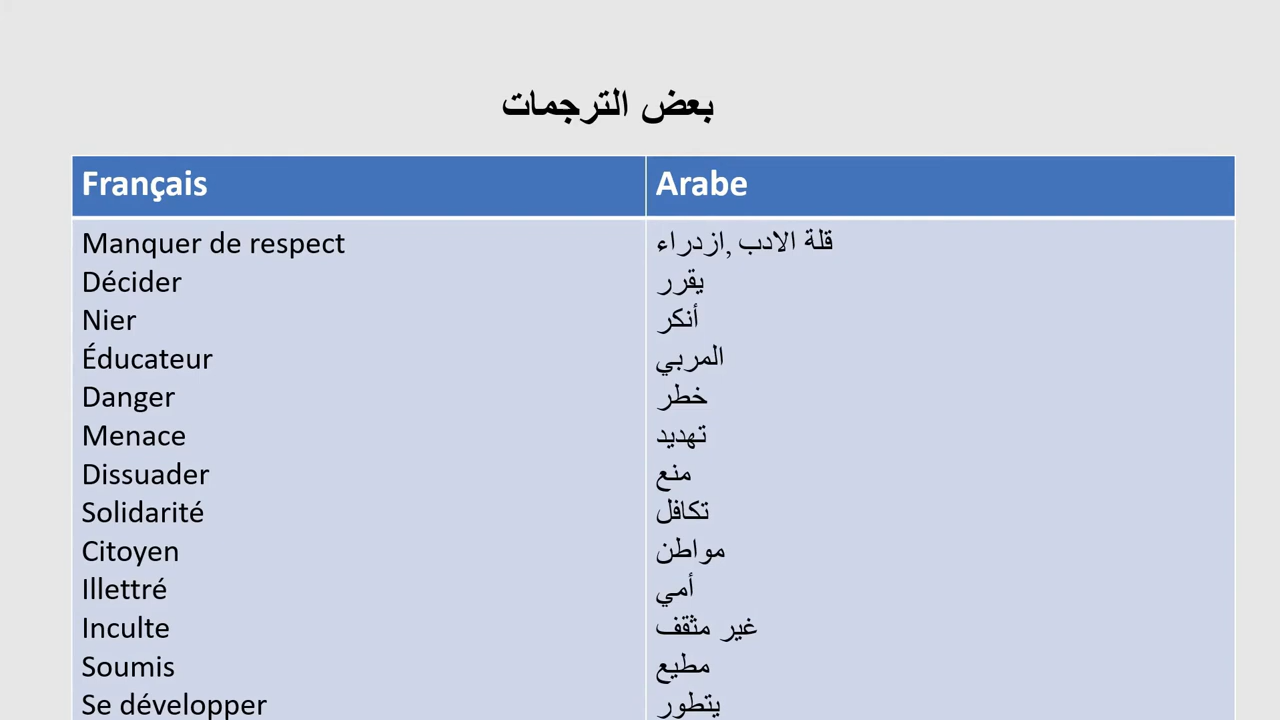 بعض الترجمات
Français Arabe
Manquer de respect قلة الادب ,ازدراء
Décider يقرر
Nier أنكر
Éducateur المربي
Danger خطر
Menace تهديد
Dissuader منع
Solidarité تكافل
Citoyen مواطن
Illettré أمي
Inculte غير مثقف
Soumis مطيع
Se développer يتطور